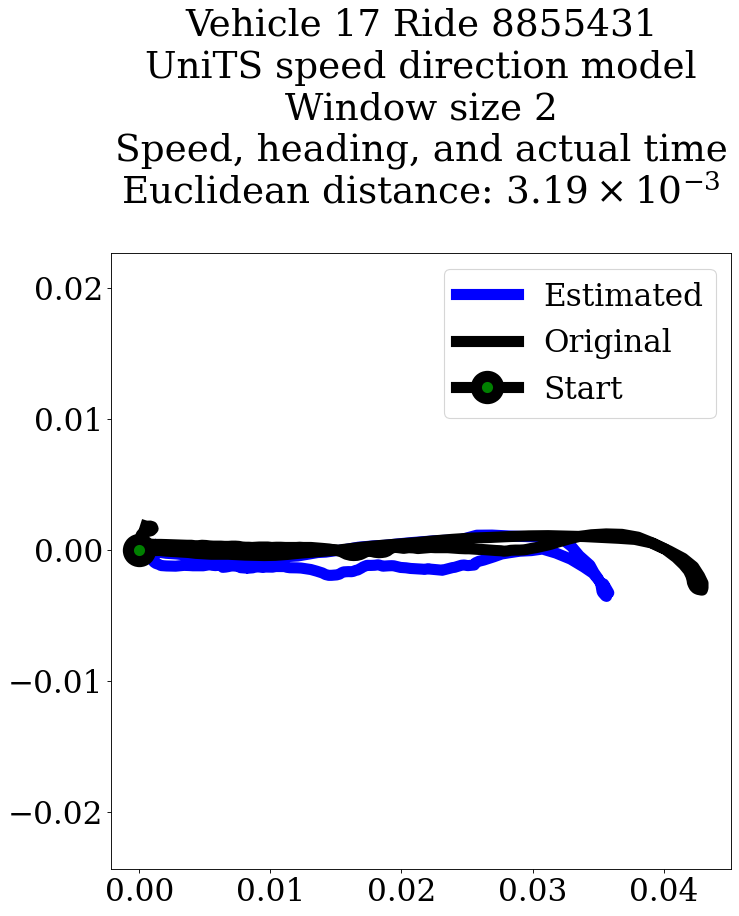 Vehicle 17 Ride 8855431
UniTS speed direction model
Window size 2
Speed, heading, and actual time
Euclidean distance: 3.19 × 10⁻³
Estimated
Original
Start
0.02
0.01
0.00
−0.01
−0.02
0.00 0.01 0.02 0.03 0.04